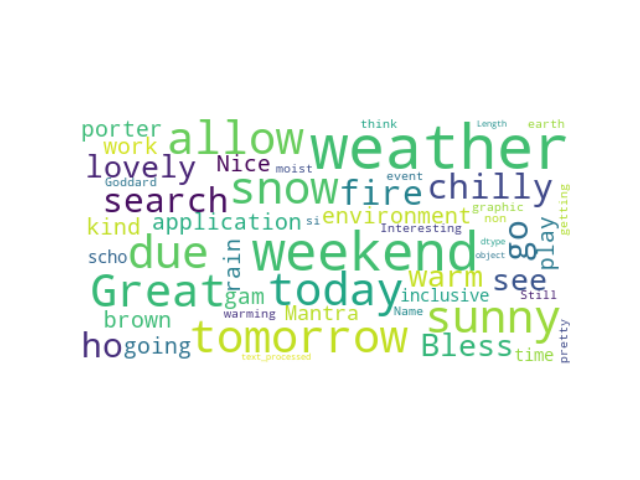 porter allow think Length earth
work weather
lovely Nice moist
Goddard search snow fire event chilly
kind application si environment graphic getting
non
Interesting
scho due rain weekend dtype go play
object
Great gam today warm see
inclusive Still
brown warming Mantra Name sunny
ho going tomorrow Bless time pretty
text_processed